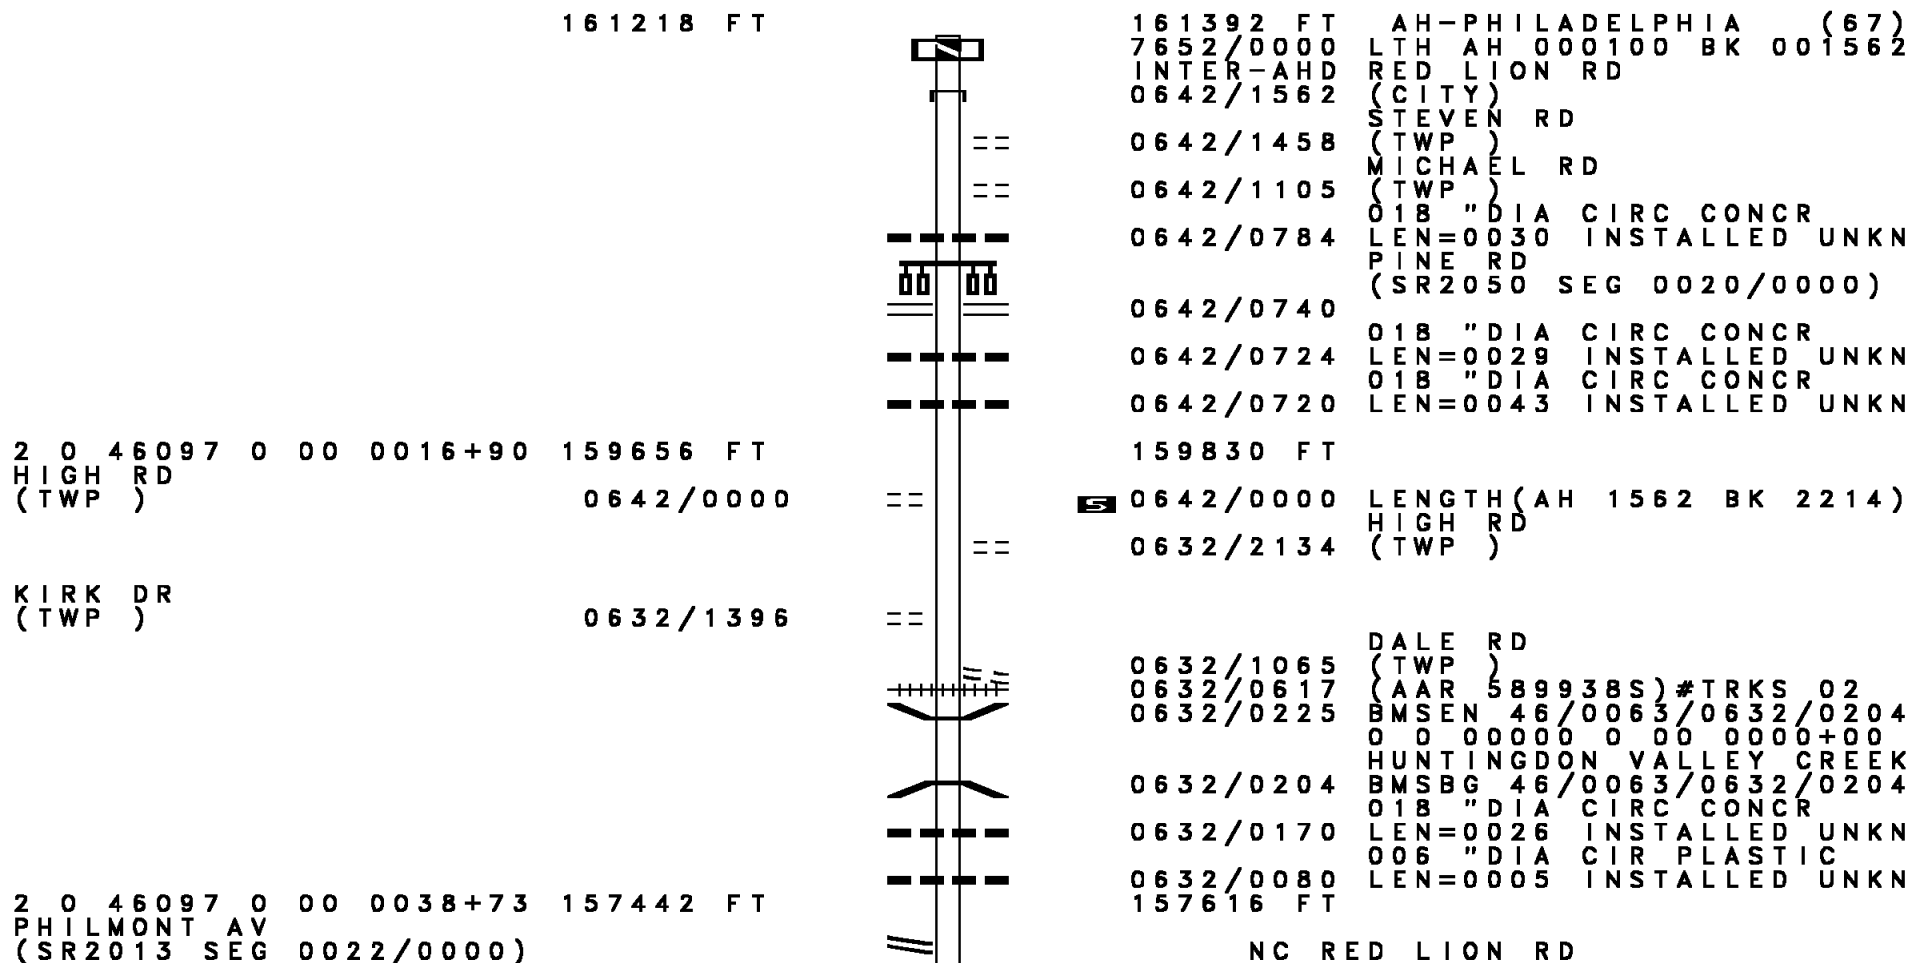 161218 FT 161392 FT AH-PHILADELPHIA (67)
7652/0000 LTH AH 000100 BK 001562
INTER-AHD RED LION RD
0642/1562 (CITY)
STEVEN RD
0642/1458 (TWP )
MICHAEL RD
0642/1105 (TWP )
018 "DIA CIRC CONCR
0642/0784 LEN=0030 INSTALLED UNKN
PINE RD
(SR2050 SEG 0020/0000)
0642/0740
018 "DIA CIRC CONCR
0642/0724 LEN=0029 INSTALLED UNKN
018 "DIA CIRC CONCR
0642/0720 LEN=0043 INSTALLED UNKN
2 0 46097 0 00 0016+90 159656 FT 159830 FT
HIGH RD
(TWP ) 0642/0000 S 0642/0000 LENGTH(AH 1562 BK 2214)
HIGH RD
0632/2134 (TWP )
KIRK DR
(TWP ) 0632/1396
DALE RD
0632/1065 (TWP )
0632/0617 (AAR 589938S)#TRKS 02
0632/0225 BMSEN 46/0063/0632/0204
0 0 00000 0 00 0000+00
HUNTINGDON VALLEY CREEK
0632/0204 BMSBG 46/0063/0632/0204
018 "DIA CIRC CONCR
0632/0170 LEN=0026 INSTALLED UNKN
006 "DIA CIR PLASTIC
0632/0080 LEN=0005 INSTALLED UNKN
2 0 46097 0 00 0038+73 157442 FT 157616 FT
PHILMONT AV
(SR2013 SEG 0022/0000) NC RED LION RD